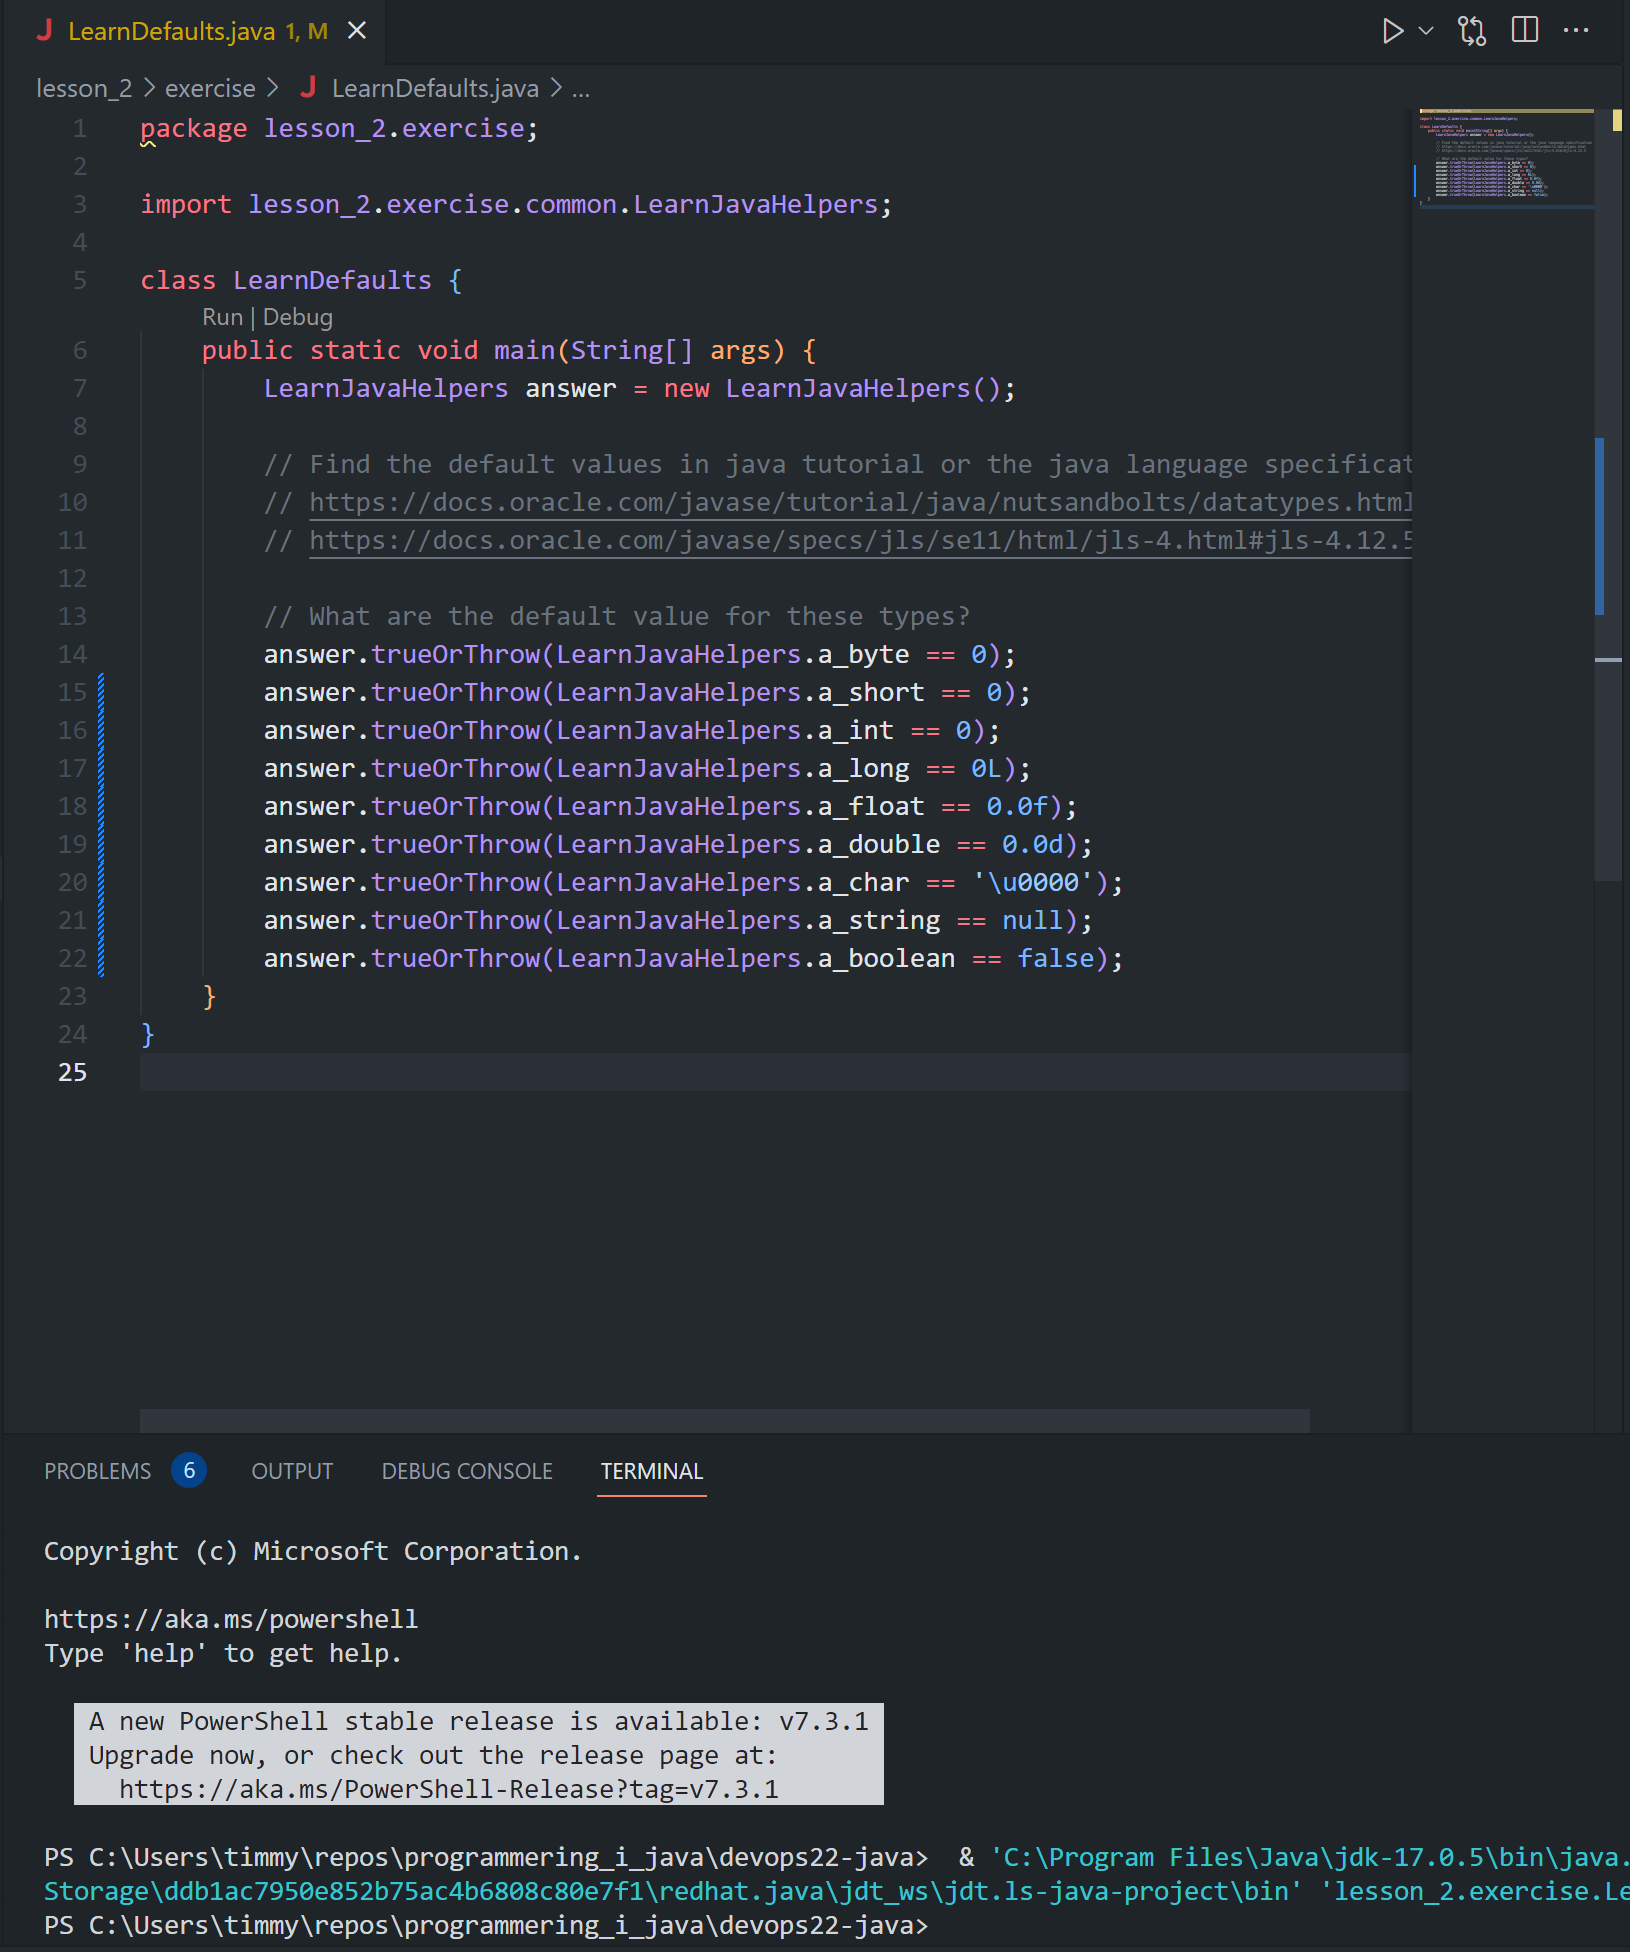 LearnDefaults.java 1, M
lesson_2 > exercise > LearnDefaults.java > ...
1 package lesson_2.exercise;
2
3 import lesson_2.exercise.common.LearnJavaHelpers;
4
5 class LearnDefaults {
Run | Debug
6 public static void main(String[] args) {
7 LearnJavaHelpers answer = new LearnJavaHelpers();
8
9 // Find the default values in java tutorial or the java language specificat
10 // https://docs.oracle.com/javase/tutorial/java/nutsandbolts/datatypes.html
11 // https://docs.oracle.com/javase/specs/jls/se11/html/jls-4.html#jls-4.12.5
12
13 // What are the default value for these types?
14 answer.trueOrThrow(LearnJavaHelpers.a_byte == 0);
15 answer.trueOrThrow(LearnJavaHelpers.a_short == 0);
16 answer.trueOrThrow(LearnJavaHelpers.a_int == 0);
17 answer.trueOrThrow(LearnJavaHelpers.a_long == 0L);
18 answer.trueOrThrow(LearnJavaHelpers.a_float == 0.0f);
19 answer.trueOrThrow(LearnJavaHelpers.a_double == 0.0d);
20 answer.trueOrThrow(LearnJavaHelpers.a_char == '\u0000');
21 answer.trueOrThrow(LearnJavaHelpers.a_string == null);
22 answer.trueOrThrow(LearnJavaHelpers.a_boolean == false);
23 }
24 }
25
PROBLEMS 6 OUTPUT DEBUG CONSOLE TERMINAL
Copyright (c) Microsoft Corporation.
https://aka.ms/powershell
Type 'help' to get help.
A new PowerShell stable release is available: v7.3.1
Upgrade now, or check out the release page at:
https://aka.ms/PowerShell-Release?tag=v7.3.1
PS C:\Users\timmy\repos\programmering_i_java\devops22-java> & 'C:\Program Files\Java\jdk-17.0.5\bin\java.
Storage\ddb1ac7950e852b75ac4b6808c80e7f1\redhat.java\jdt_ws\jdt.ls-java-project\bin' 'lesson_2.exercise.Le
PS C:\Users\timmy\repos\programmering_i_java\devops22-java>